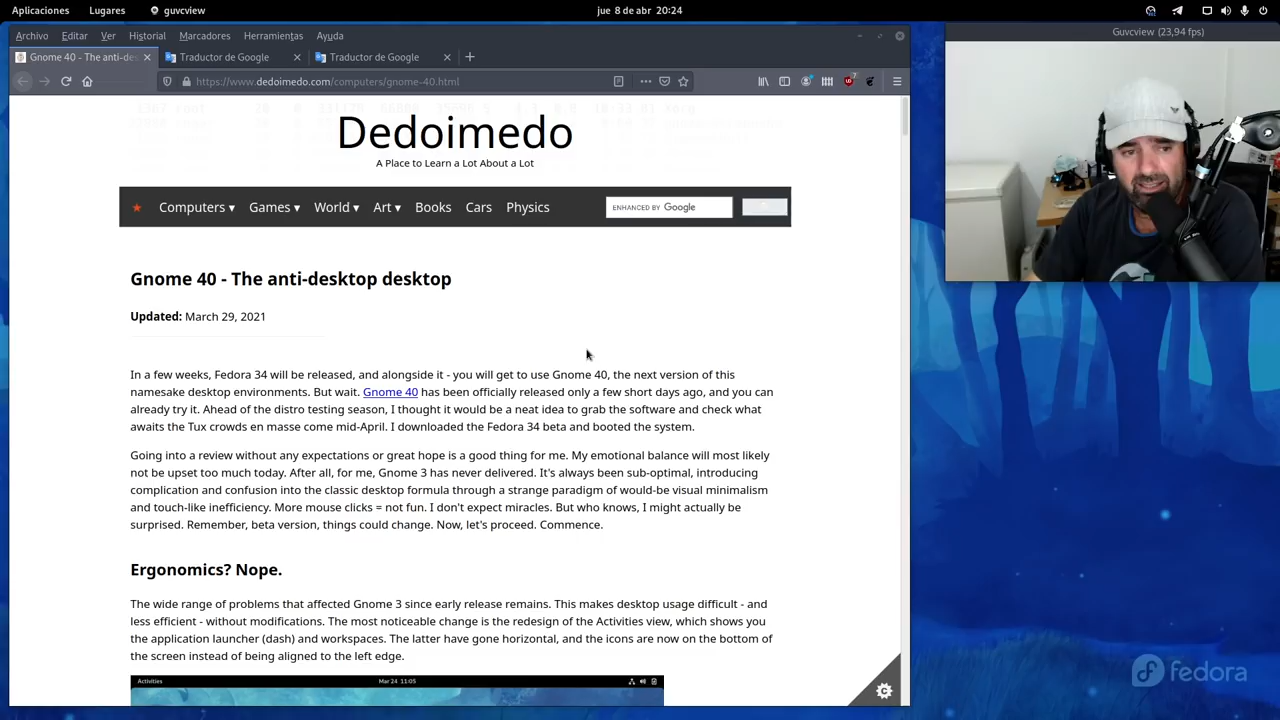 Aplicaciones Lugares guvcview jue 8 de abr 20:24
Archivo Editar Ver Historial Marcadores Herramientas Ayuda
Guvcview (23,94 fps)
Gnome 40 - The anti-des Traductor de Google Traductor de Google
https://www.dedoimedo.com/computers/gnome-40.html
Dedoimedo
A Place to Learn a Lot About a Lot
Computers ▾ Games ▾ World ▾ Art ▾ Books Cars Physics ENHANCED BY Google
Gnome 40 - The anti-desktop desktop
Updated: March 29, 2021
In a few weeks, Fedora 34 will be released, and alongside it - you will get to use Gnome 40, the next version of this
namesake desktop environments. But wait. Gnome 40 has been officially released only a few short days ago, and you can
already try it. Ahead of the distro testing season, I thought it would be a neat idea to grab the software and check what
awaits the Tux crowds en masse come mid-April. I downloaded the Fedora 34 beta and booted the system.
Going into a review without any expectations or great hope is a good thing for me. My emotional balance will most likely
not be upset too much today. After all, for me, Gnome 3 has never delivered. It's always been sub-optimal, introducing
complication and confusion into the classic desktop formula through a strange paradigm of would-be visual minimalism
and touch-like inefficiency. More mouse clicks = not fun. I don't expect miracles. But who knows, I might actually be
surprised. Remember, beta version, things could change. Now, let's proceed. Commence.
Ergonomics? Nope.
The wide range of problems that affected Gnome 3 since early release remains. This makes desktop usage difficult - and
less efficient - without modifications. The most noticeable change is the redesign of the Activities view, which shows you
the application launcher (dash) and workspaces. The latter have gone horizontal, and the icons are now on the bottom of
the screen instead of being aligned to the left edge.
Activities Mar 24 11:05
fedora